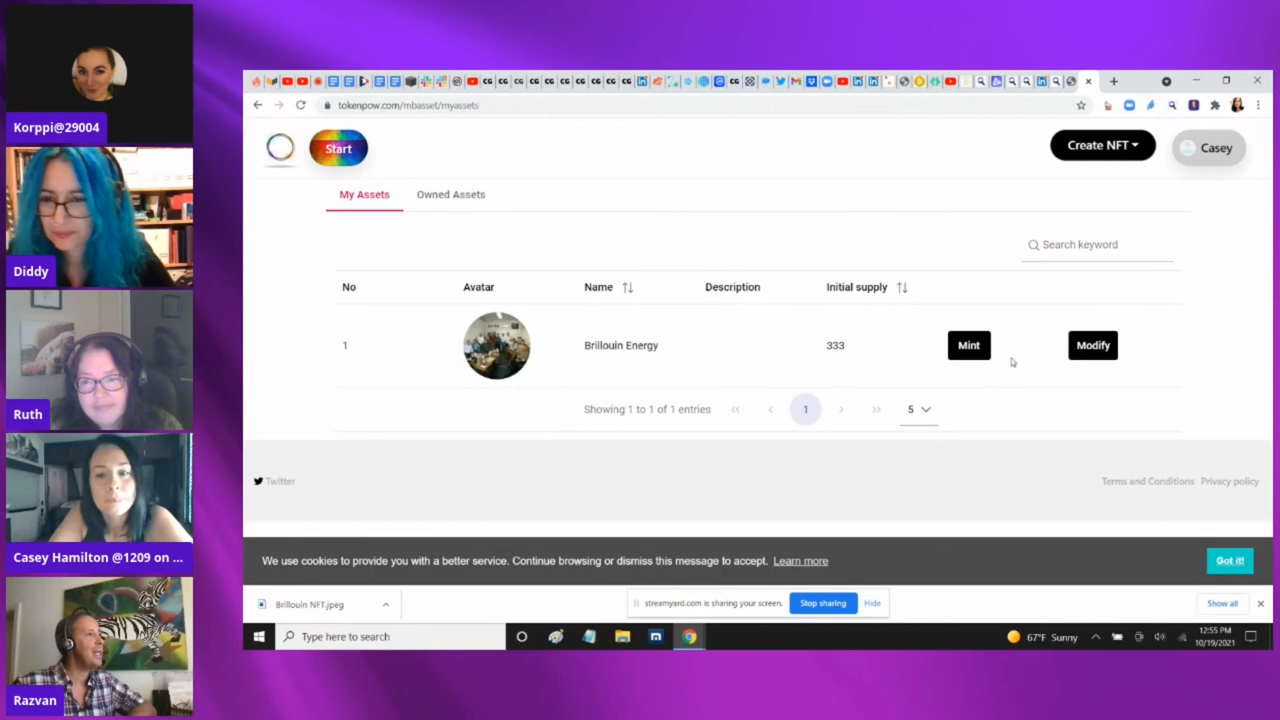 Korpp​i@29004
Diddy
Ruth
Casey Hamilton @1209 on ...
Razvan
tokenpow.com/mbasset/myassets
Start
Create NFT
Casey
My Assets
Owned Assets
Search keyword
No
Avatar
Name
Description
Initial supply
1
Brillouin Energy
333
Mint
Modify
Showing 1 to 1 of 1 entries
«
‹
1
›
»
5
Twitter
Terms and Conditions
Privacy policy
We use cookies to provide you with a better service. Continue browsing or dismiss this message to accept. Learn more
Got it!
Brillouin NFT.jpeg
streamyard.com is sharing your screen.
Stop sharing
Hide
Show all
Type here to search
67°F Sunny
12:55 PM
10/19/2021